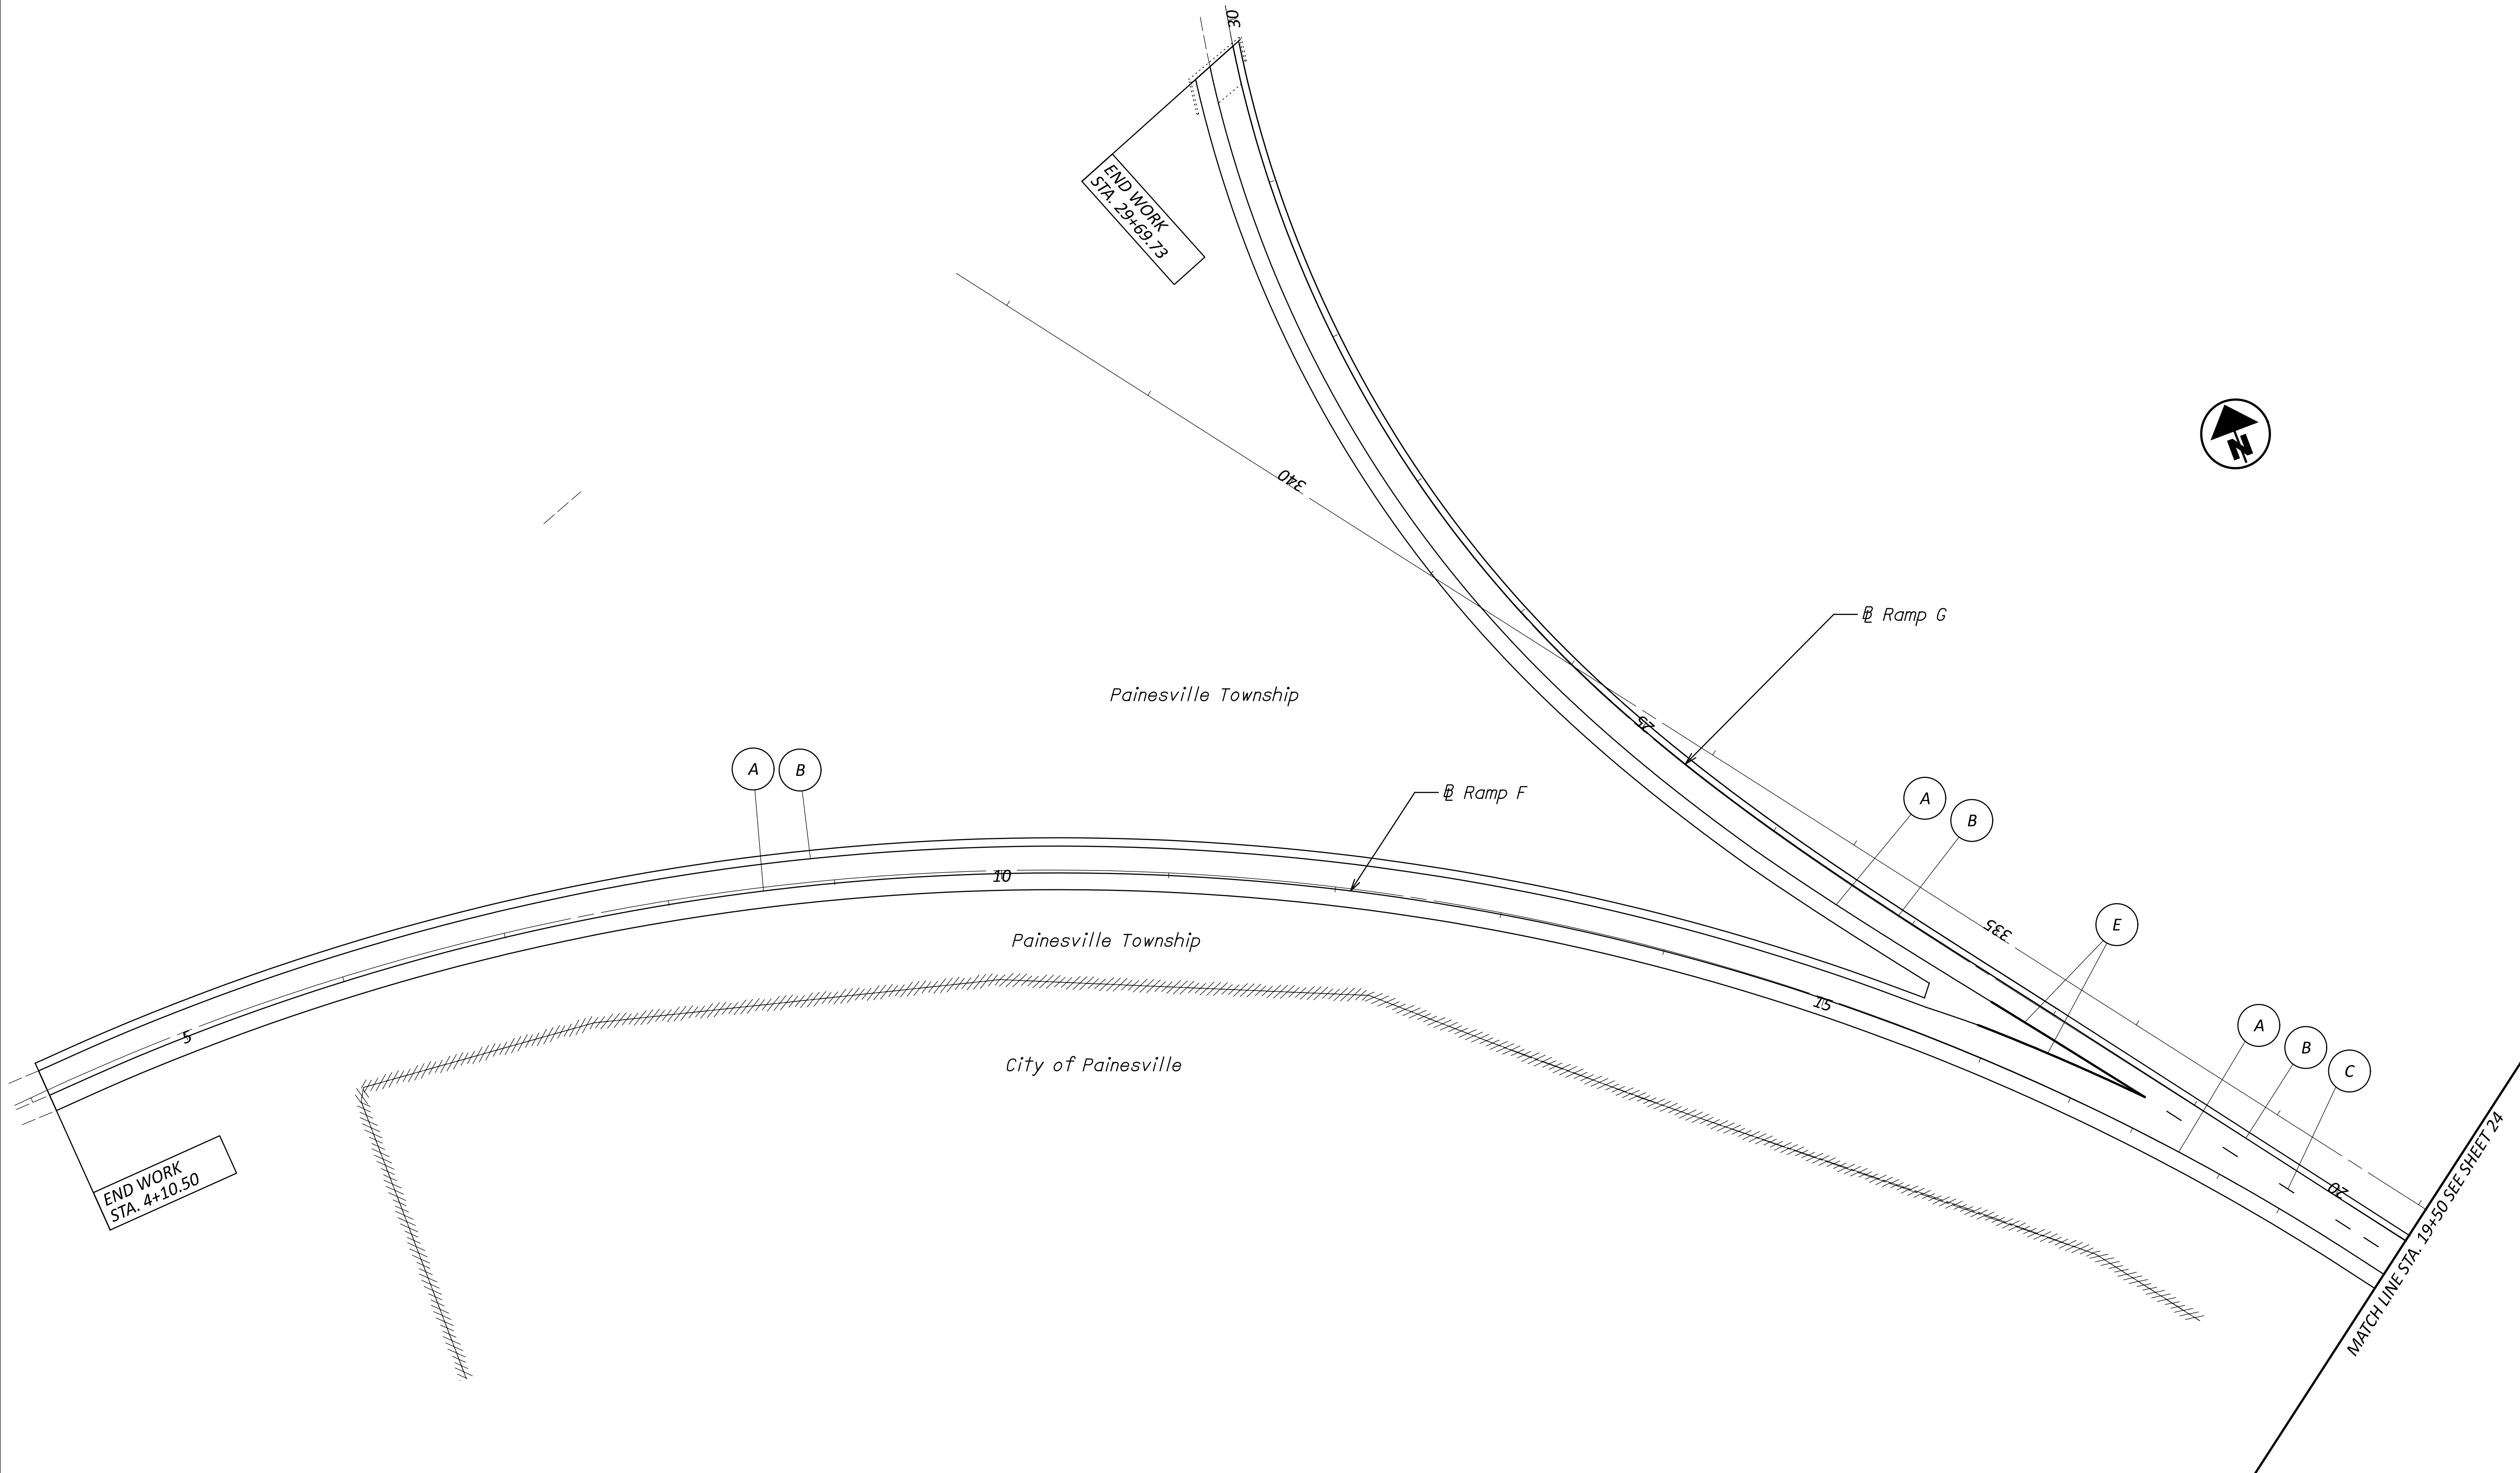 30
END WORK
STA. 29+69.73
N
340
℄ Ramp G
Painesville Township
25
A
B
A
B
℄ Ramp F
10
E
335
Painesville Township
15
5
A
B
C
City of Painesville
END WORK
STA. 4+10.50
20
MATCH LINE STA. 19+50 SEE SHEET 24